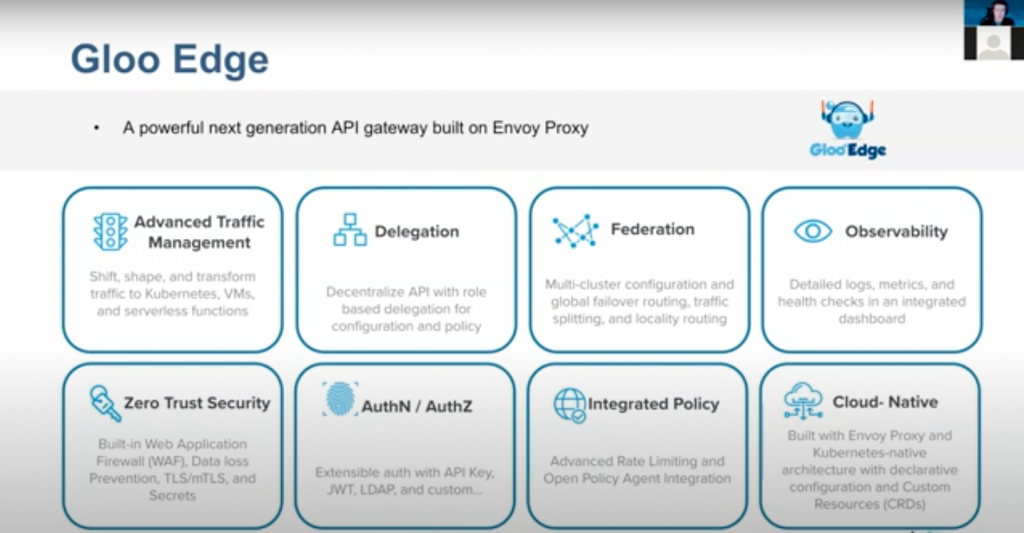 Gloo Edge
• A powerful next generation API gateway built on Envoy Proxy
Gloo Edge
Advanced Traffic
Management
Shift, shape, and transform
traffic to Kubernetes, VMs,
and serverless functions
Delegation
Decentralize API with role
based delegation for
configuration and policy
Federation
Multi-cluster configuration and
global failover routing, traffic
splitting, and locality routing
Observability
Detailed logs, metrics, and
health checks in an integrated
dashboard
Zero Trust Security
Built-in Web Application
Firewall (WAF), Data loss
Prevention, TLS/mTLS, and
Secrets
AuthN / AuthZ
Extensible auth with API Key,
JWT, LDAP, and custom...
Integrated Policy
Advanced Rate Limiting and
Open Policy Agent Integration
Cloud- Native
Built with Envoy Proxy and
Kubernetes-native
architecture with declarative
configuration and Custom
Resources (CRDs)